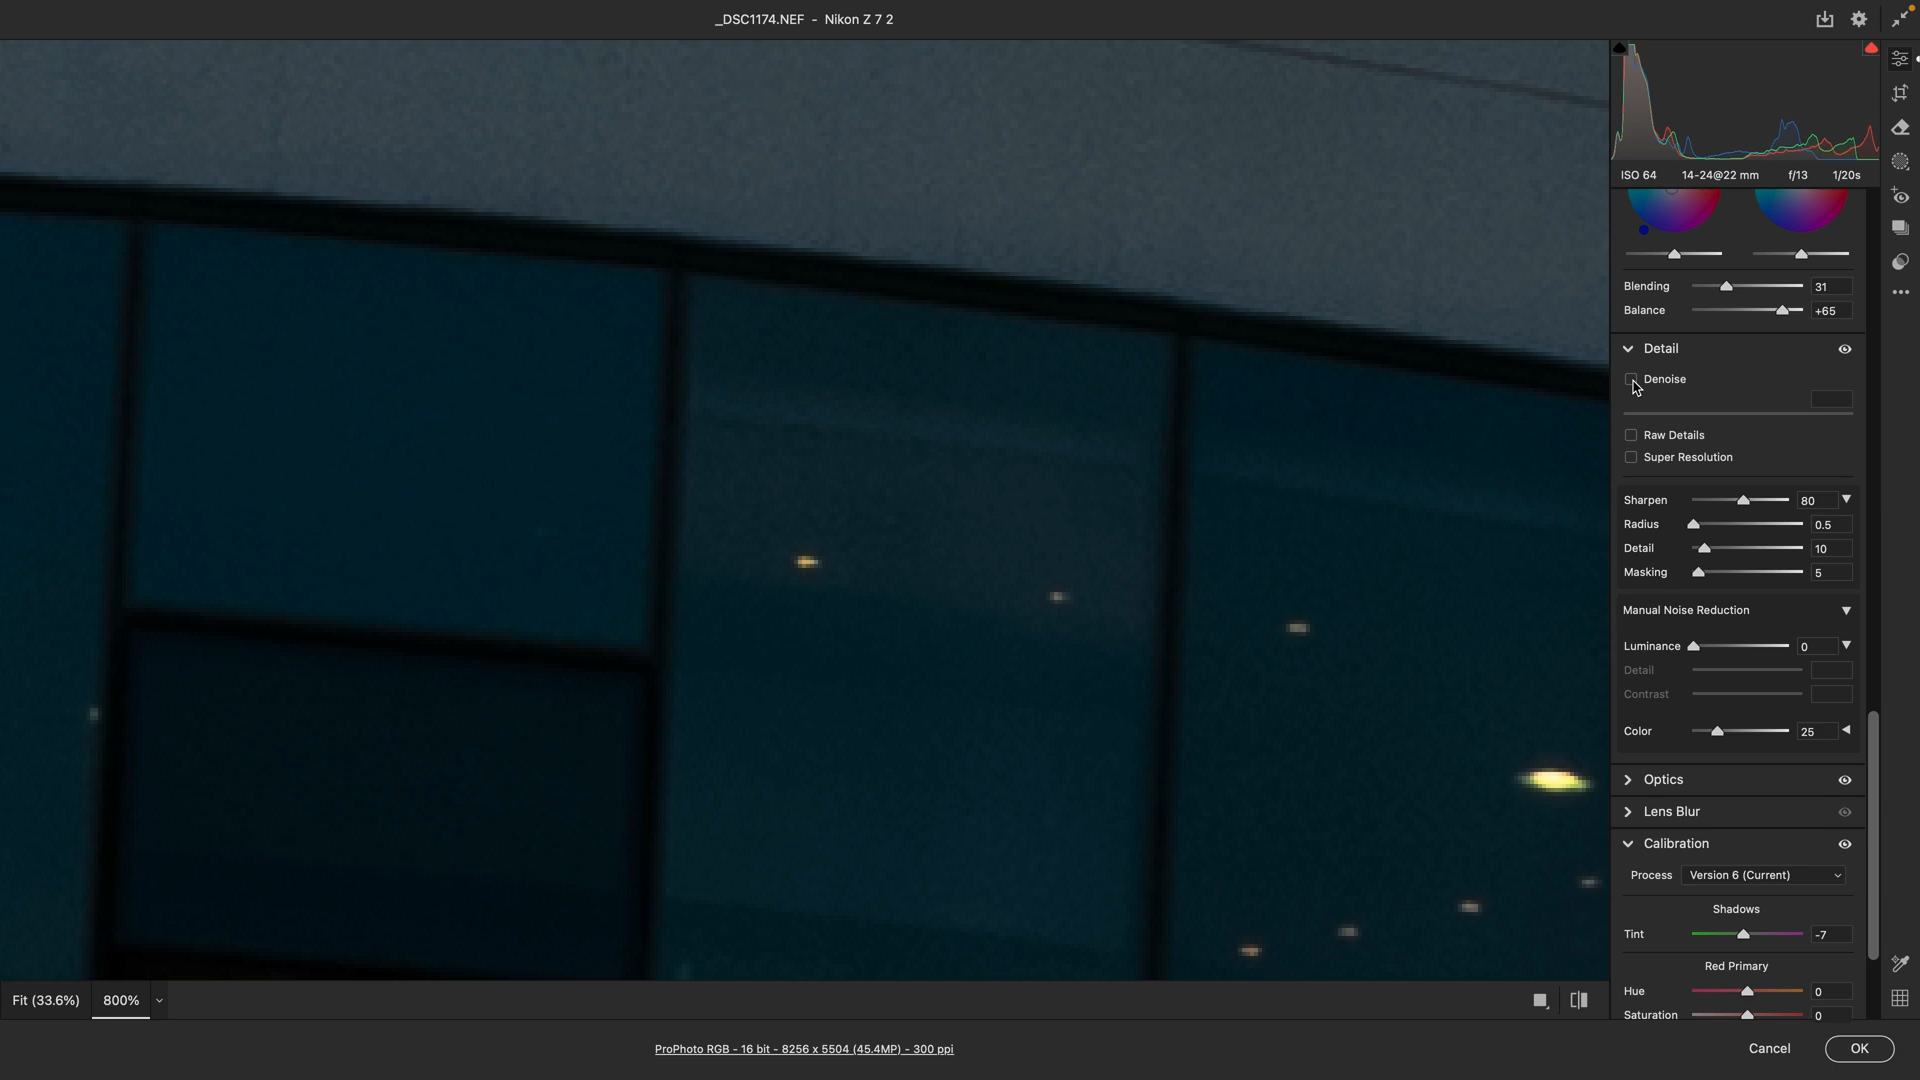 _DSC1174.NEF - Nikon Z 7 2
ISO 64 14-24@22 mm f/13 1/20s
Blending 31
Balance +65
Detail
Denoise
Raw Details
Super Resolution
Sharpen 80
Radius 0.5
Detail 10
Masking 5
Manual Noise Reduction
Luminance 0
Detail
Contrast
Color 25
Optics
Lens Blur
Calibration
Process Version 6 (Current)
Shadows
Tint -7
Red Primary
Hue 0
Saturation 0
Fit (33.6%) 800%
ProPhoto RGB - 16 bit - 8256 x 5504 (45.4MP) - 300 ppi
Cancel OK